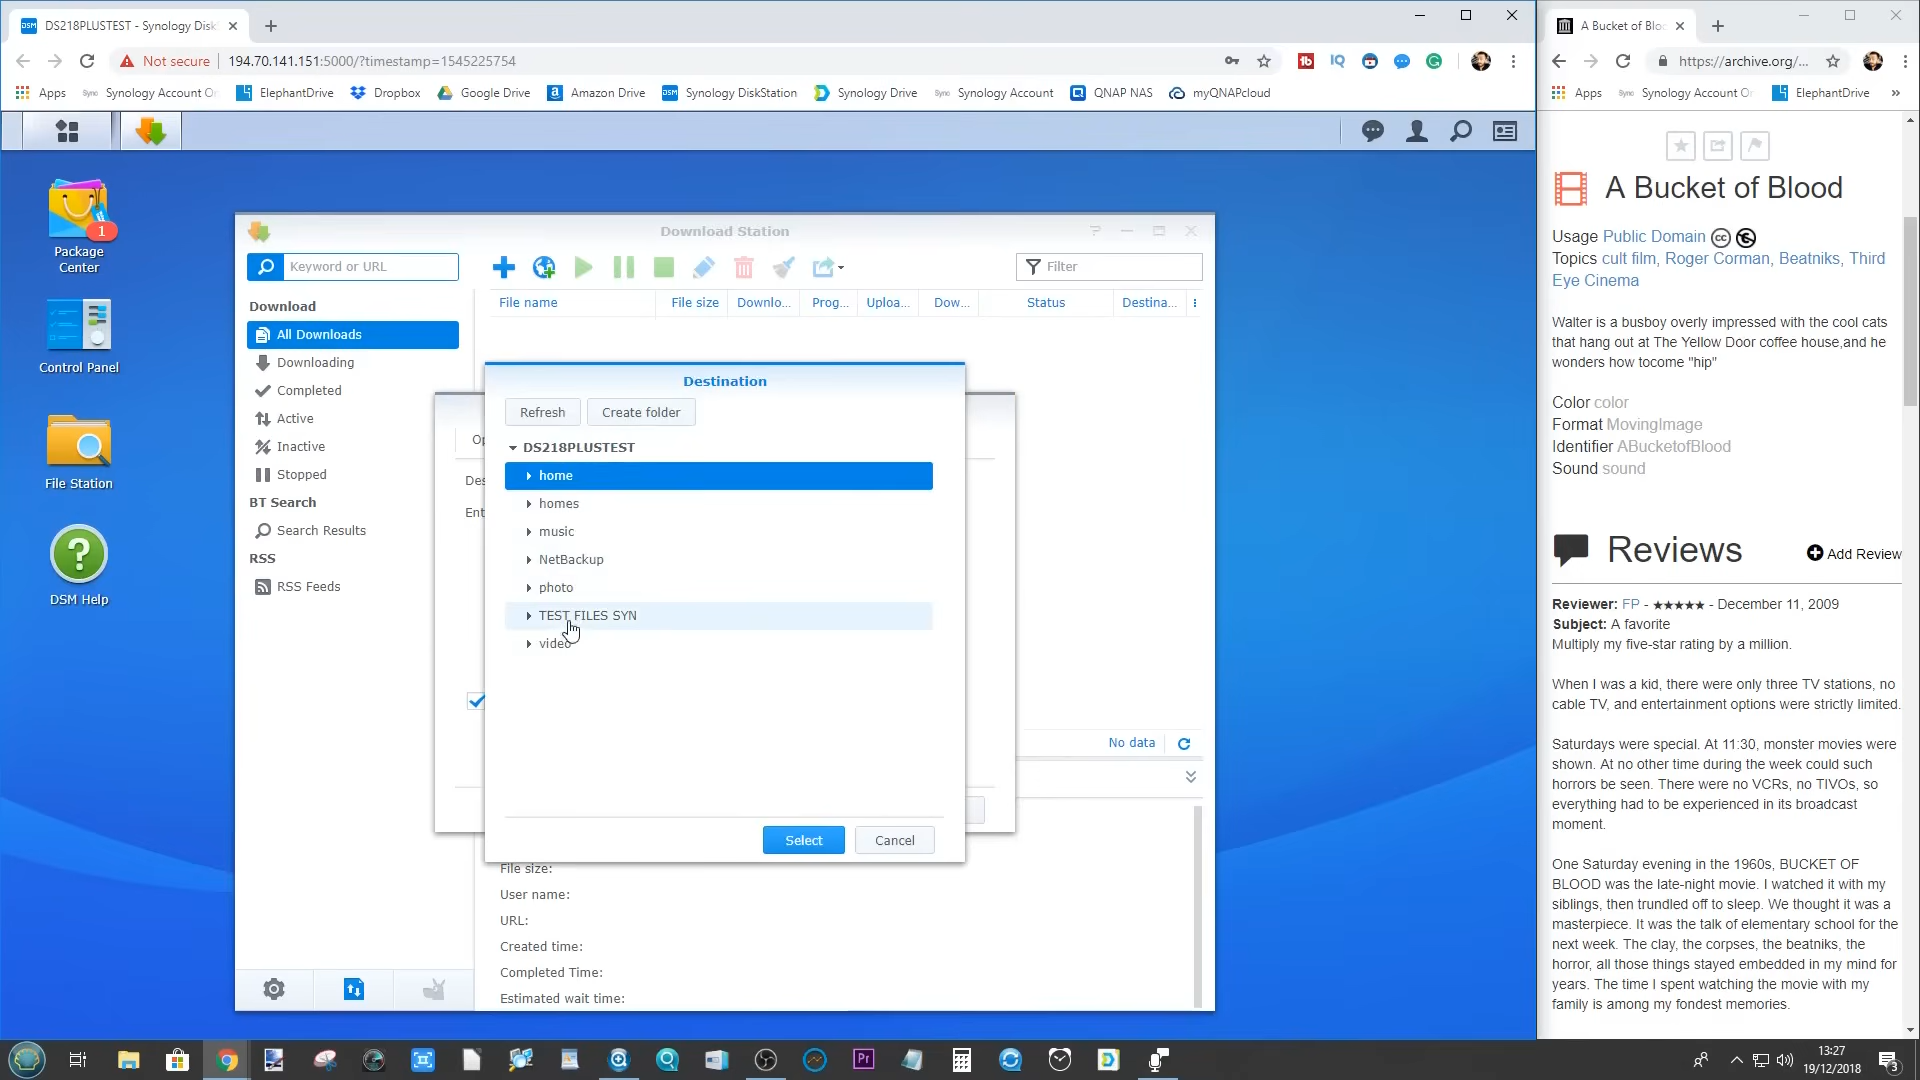 DS218PLUSTEST - Synology Disk
Not secure
194.70.141.151:5000/?timestamp=1545225754
Apps
Synology Account Or
ElephantDrive
Dropbox
Google Drive
Amazon Drive
Synology DiskStation
Synology Drive
Synology Account
QNAP NAS
myQNAPcloud
Package
Center
1
Control Panel
File Station
DSM Help
Download Station
Keyword or URL
Filter
Download
All Downloads
Downloading
Completed
Active
Inactive
Stopped
BT Search
Search Results
RSS
RSS Feeds
File name
File size
Downlo...
Prog...
Uploa...
Dow...
Status
Destina...
Op
Des
Ent
Destination
Refresh
Create folder
DS218PLUSTEST
home
homes
music
NetBackup
photo
TEST FILES SYN
video
Select
Cancel
No data
File size:
User name:
URL:
Created time:
Completed Time:
Estimated wait time:
A Bucket of Bloo
https://archive.org/...
Apps
Synology Account Or
ElephantDrive
»
A Bucket of Blood
Usage Public Domain
Topics cult film, Roger Corman, Beatniks, Third
Eye Cinema
Walter is a busboy overly impressed with the cool cats
that hang out at The Yellow Door coffee house,and he
wonders how tocome "hip"
Color color
Format MovingImage
Identifier ABucketofBlood
Sound sound
Reviews
Add Review
Reviewer: FP - ★★★★★ - December 11, 2009
Subject: A favorite
Multiply my five-star rating by a million.
When I was a kid, there were only three TV stations, no
cable TV, and entertainment options were strictly limited.
Saturdays were special. At 11:30, monster movies were
shown. At no other time during the week could such
horrors be seen. There were no VCRs, no TIVOs, so
everything had to be experienced in its broadcast
moment.
One Saturday evening in the 1960s, BUCKET OF
BLOOD was the late-night movie. I watched it with my
siblings, then trundled off to sleep. We thought it was a
masterpiece. It was the talk of elementary school for the
next week. The clay, the corpses, the beatniks, the
horror, all those things stayed embedded in my mind for
years. The time I spent watching the movie with my
family is among my fondest memories.
13:27
19/12/2018
3